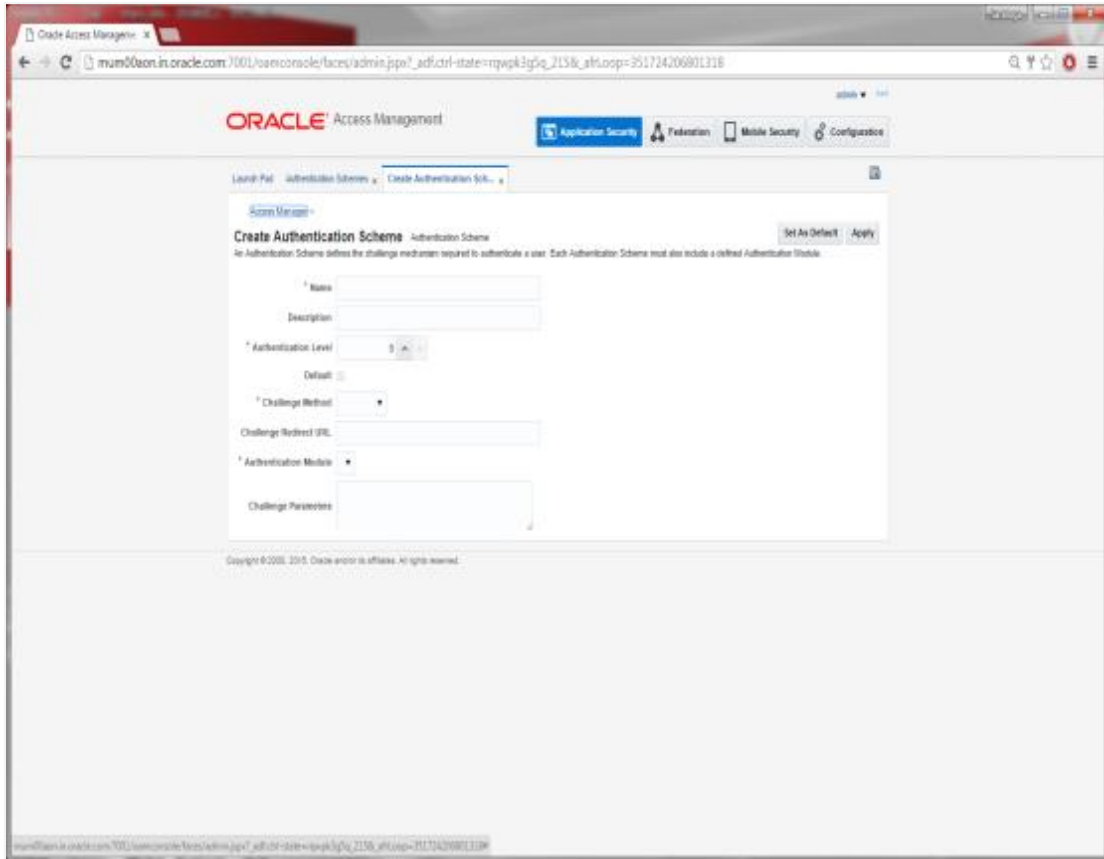 Oracle Access Manageme x
mum00aon.in.oracle.com:7001/oamconsole/faces/admin.jspx?_adf.ctrl-state=rqwpk3g5q_215&_afrLoop=351724206801318
admin
ORACLE Access Management
Application Security Federation Mobile Security Configuration
Launch Pad Authentication Schemes x Create Authentication Sch... x
Access Manager >
Create Authentication Scheme Authentication Scheme
Set As Default Apply
An Authentication Scheme defines the challenge mechanism required to authenticate a user. Each Authentication Scheme must also include a defined Authentication Module.
* Name
Description
* Authentication Level
Default
* Challenge Method
Challenge Redirect URL
* Authentication Module
Challenge Parameters
Copyright © 2000, 2015, Oracle and/or its affiliates. All rights reserved.